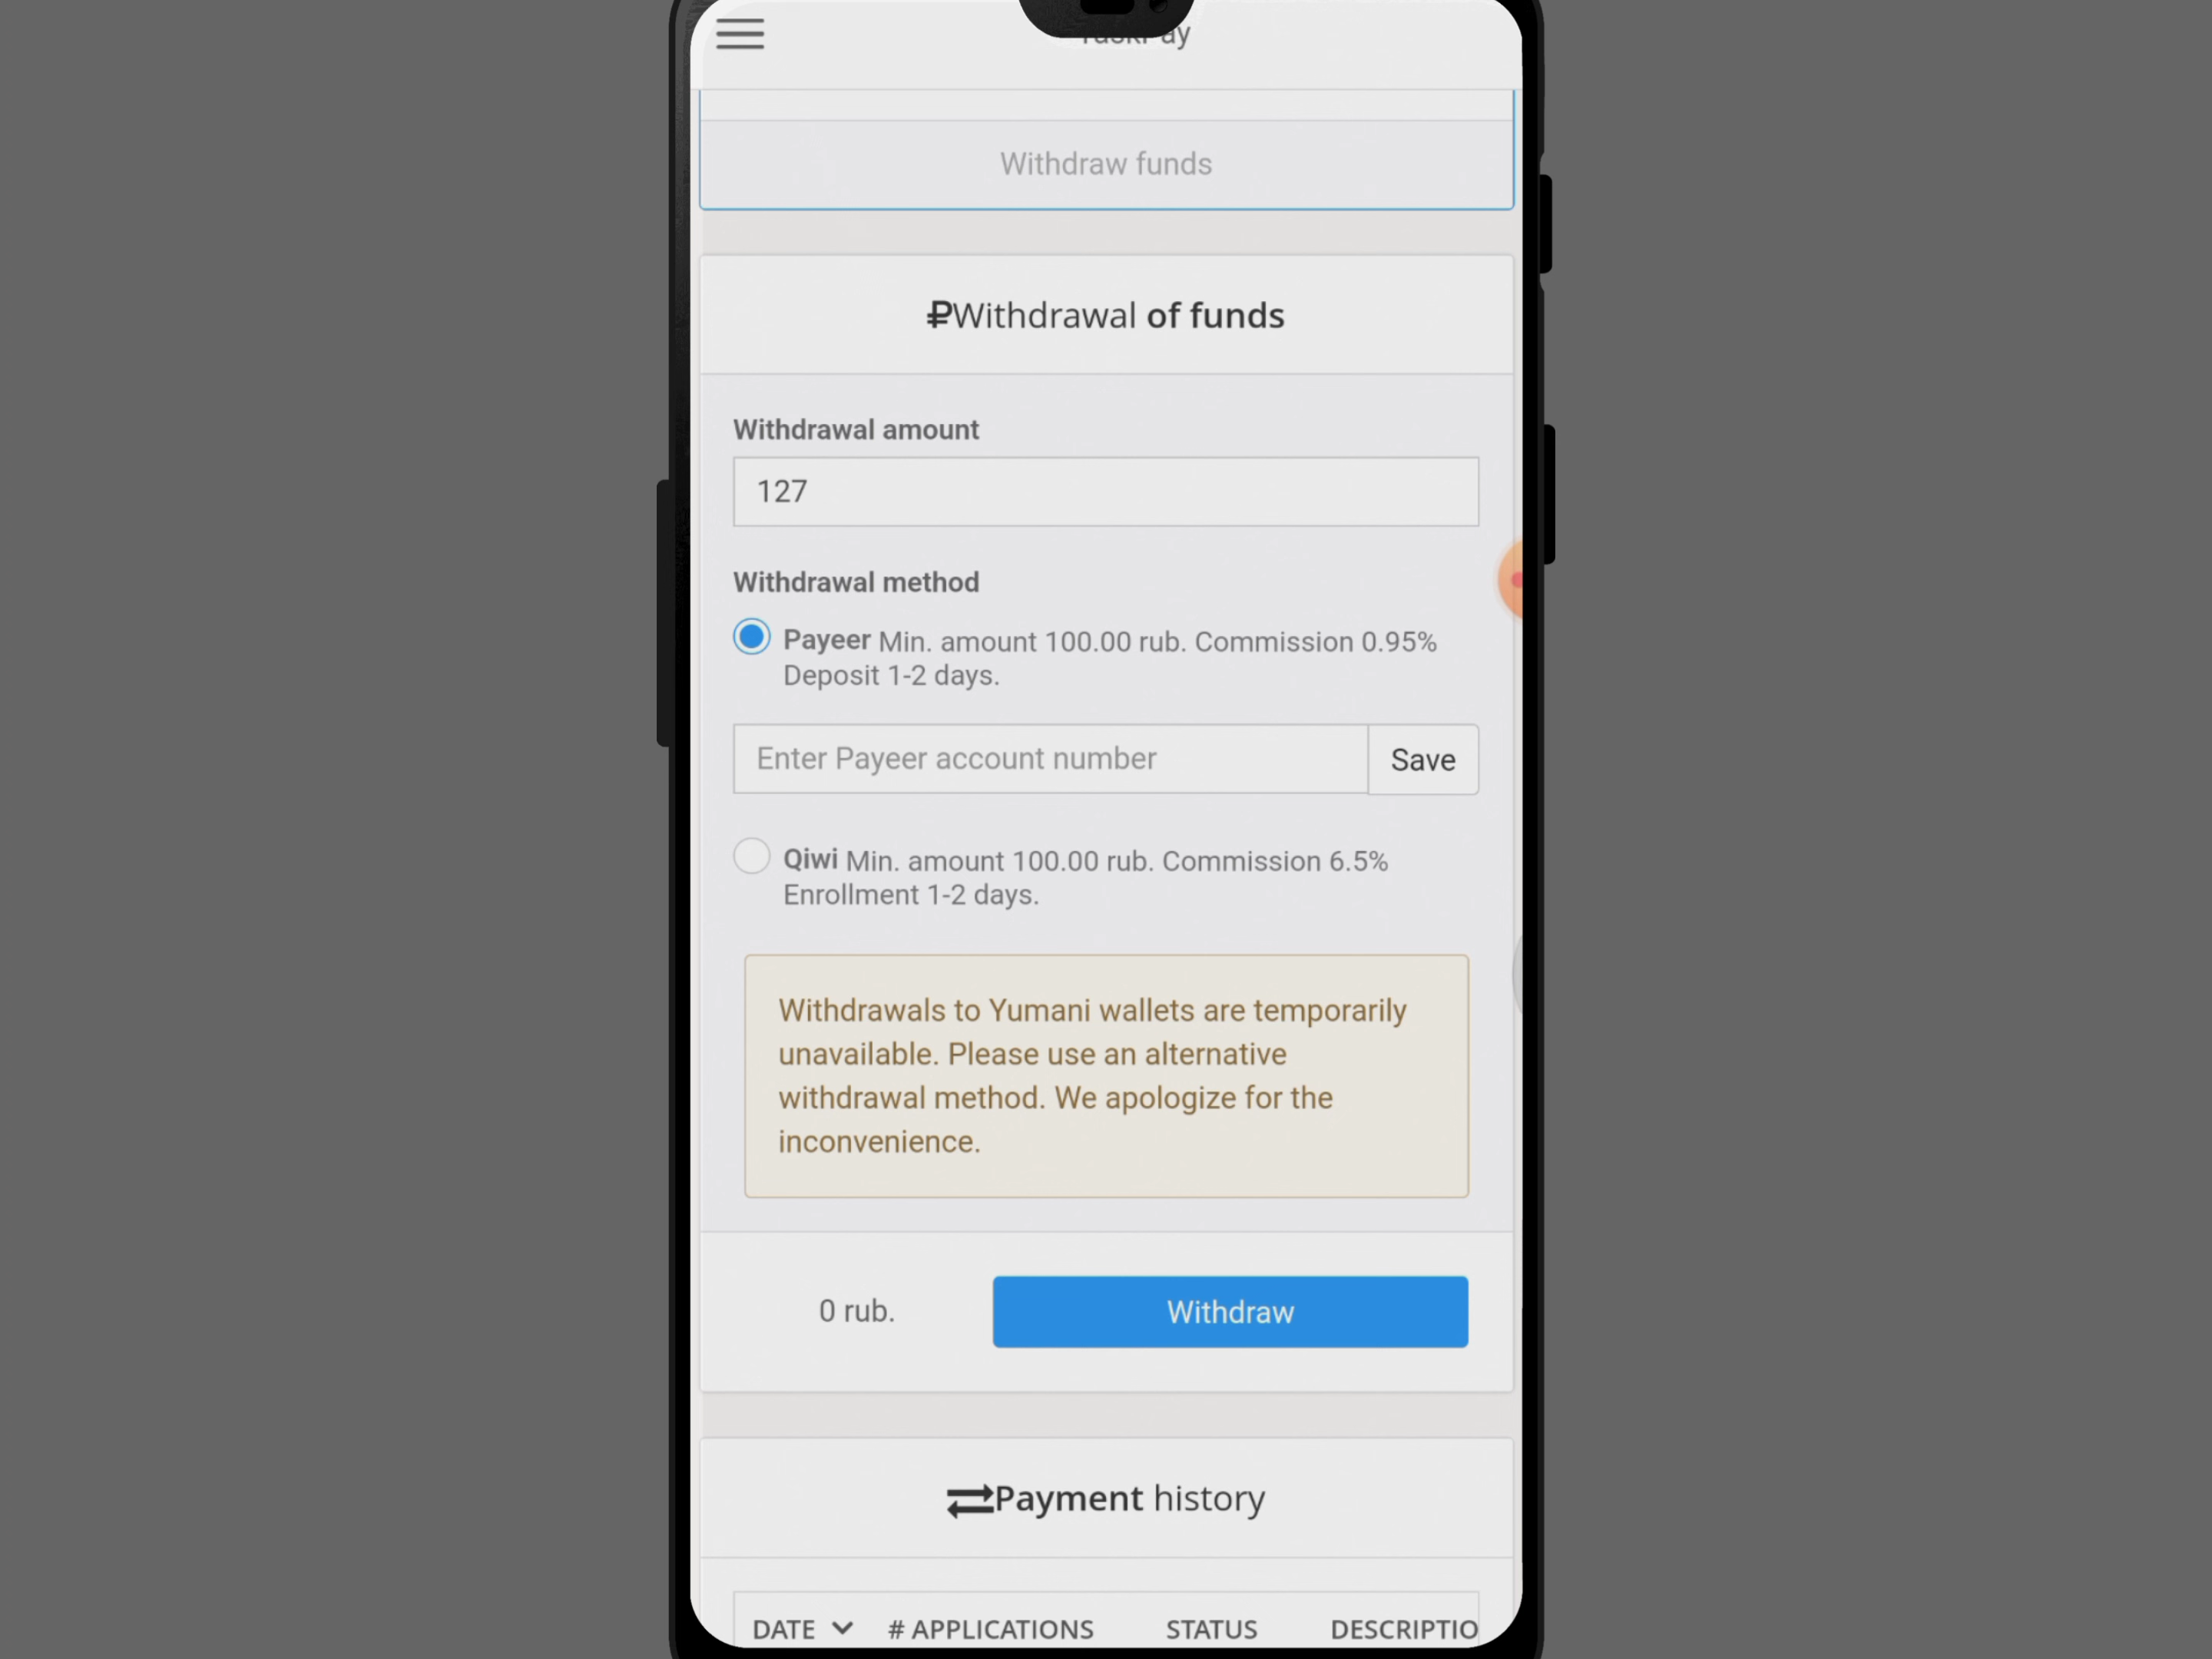 Withdraw funds
₽Withdrawal of funds
Withdrawal amount
127
Withdrawal method
Payeer Min. amount 100.00 rub. Commission 0.95%
Deposit 1-2 days.
Enter Payeer account number
Save
Qiwi Min. amount 100.00 rub. Commission 6.5%
Enrollment 1-2 days.
Withdrawals to Yumani wallets are temporarily
unavailable. Please use an alternative
withdrawal method. We apologize for the
inconvenience.
0 rub.
Withdraw
Payment history
DATE # APPLICATIONS STATUS DESCRIPTIO